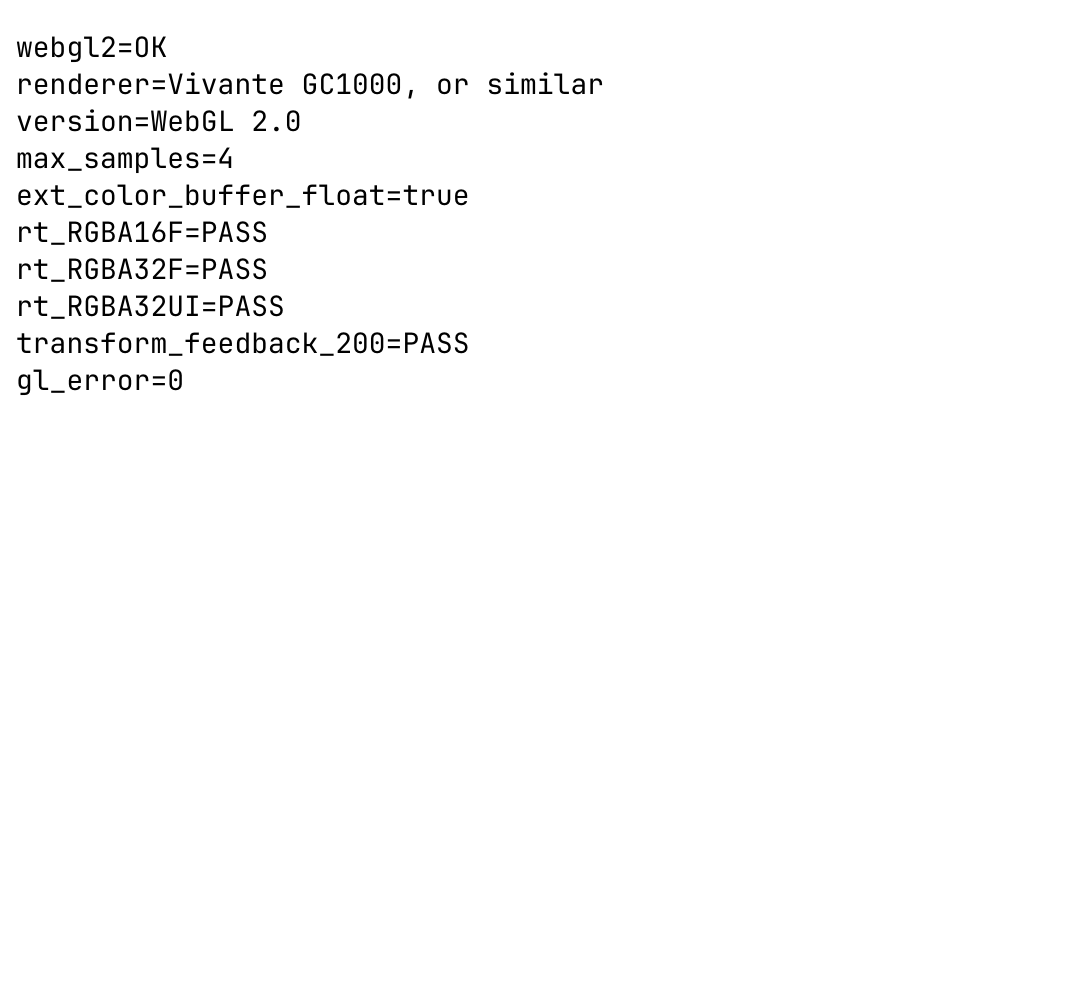 webgl2=OK
renderer=Vivante GC1000, or similar
version=WebGL 2.0
max_samples=4
ext_color_buffer_float=true
rt_RGBA16F=PASS
rt_RGBA32F=PASS
rt_RGBA32UI=PASS
transform_feedback_200=PASS
gl_error=0